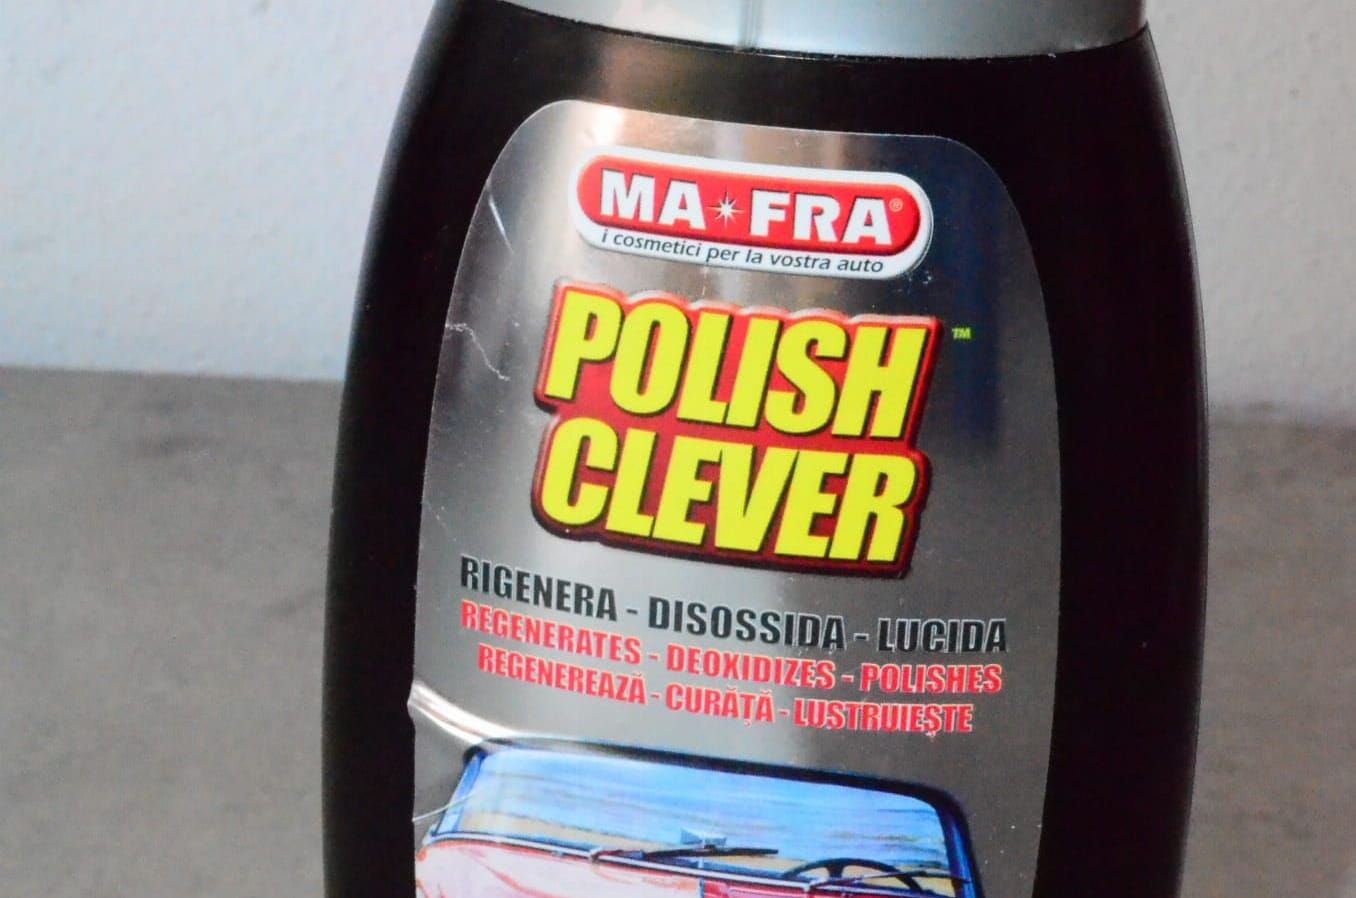 MA★FRA®
i cosmetici per la vostra auto
POLISH™
CLEVER
RIGENERA - DISOSSIDA - LUCIDA
REGENERATES - DEOXIDIZES - POLISHES
REGENEREAZĂ - CURĂȚĂ - LUSTRUIEȘTE